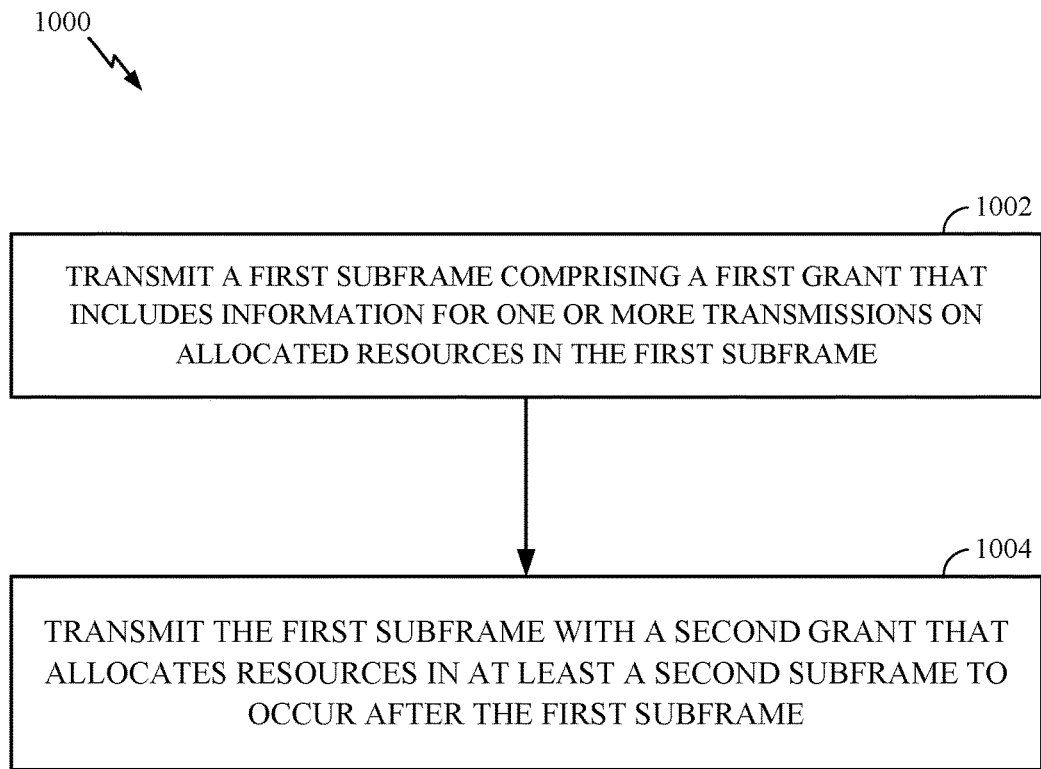 1000
1002
TRANSMIT A FIRST SUBFRAME COMPRISING A FIRST GRANT THAT
INCLUDES INFORMATION FOR ONE OR MORE TRANSMISSIONS ON
ALLOCATED RESOURCES IN THE FIRST SUBFRAME
1004
TRANSMIT THE FIRST SUBFRAME WITH A SECOND GRANT THAT
ALLOCATES RESOURCES IN AT LEAST A SECOND SUBFRAME TO
OCCUR AFTER THE FIRST SUBFRAME